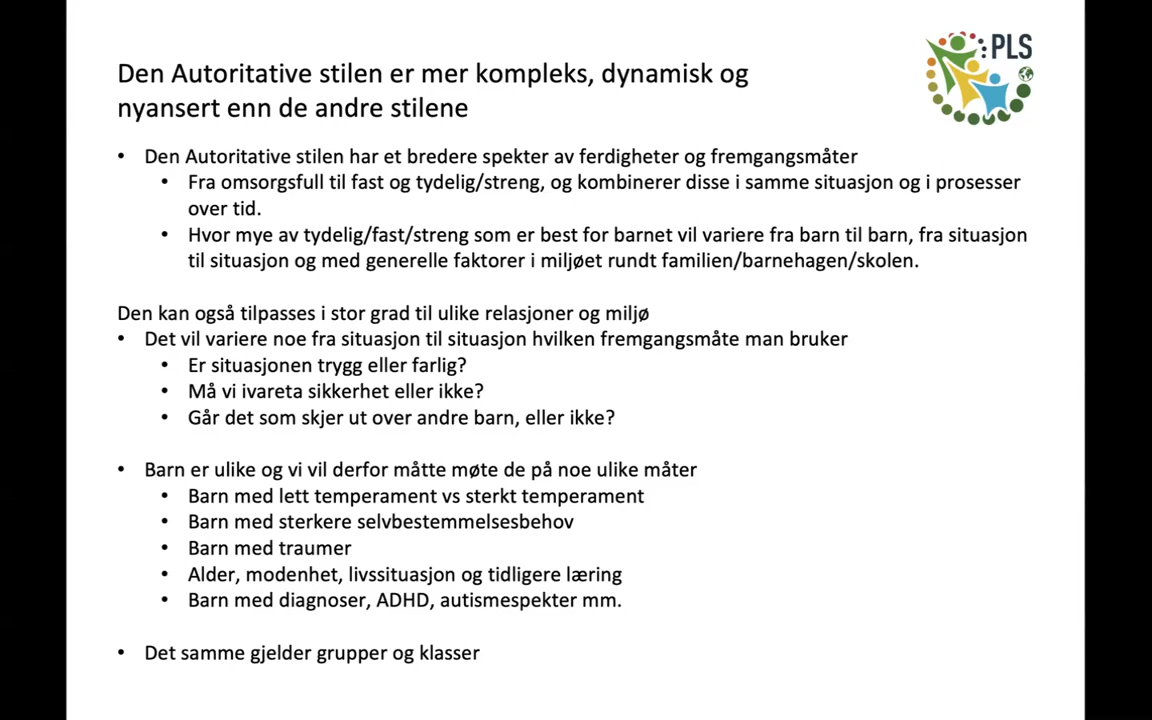 :PLS
Den Autoritative stilen er mer kompleks, dynamisk og
nyansert enn de andre stilene
• Den Autoritative stilen har et bredere spekter av ferdigheter og fremgangsmåter
• Fra omsorgsfull til fast og tydelig/streng, og kombinerer disse i samme situasjon og i prosesser
over tid.
• Hvor mye av tydelig/fast/streng som er best for barnet vil variere fra barn til barn, fra situasjon
til situasjon og med generelle faktorer i miljøet rundt familien/barnehagen/skolen.
Den kan også tilpasses i stor grad til ulike relasjoner og miljø
• Det vil variere noe fra situasjon til situasjon hvilken fremgangsmåte man bruker
• Er situasjonen trygg eller farlig?
• Må vi ivareta sikkerhet eller ikke?
• Går det som skjer ut over andre barn, eller ikke?
• Barn er ulike og vi vil derfor måtte møte de på noe ulike måter
• Barn med lett temperament vs sterkt temperament
• Barn med sterkere selvbestemmelsesbehov
• Barn med traumer
• Alder, modenhet, livssituasjon og tidligere læring
• Barn med diagnoser, ADHD, autismespekter mm.
• Det samme gjelder grupper og klasser